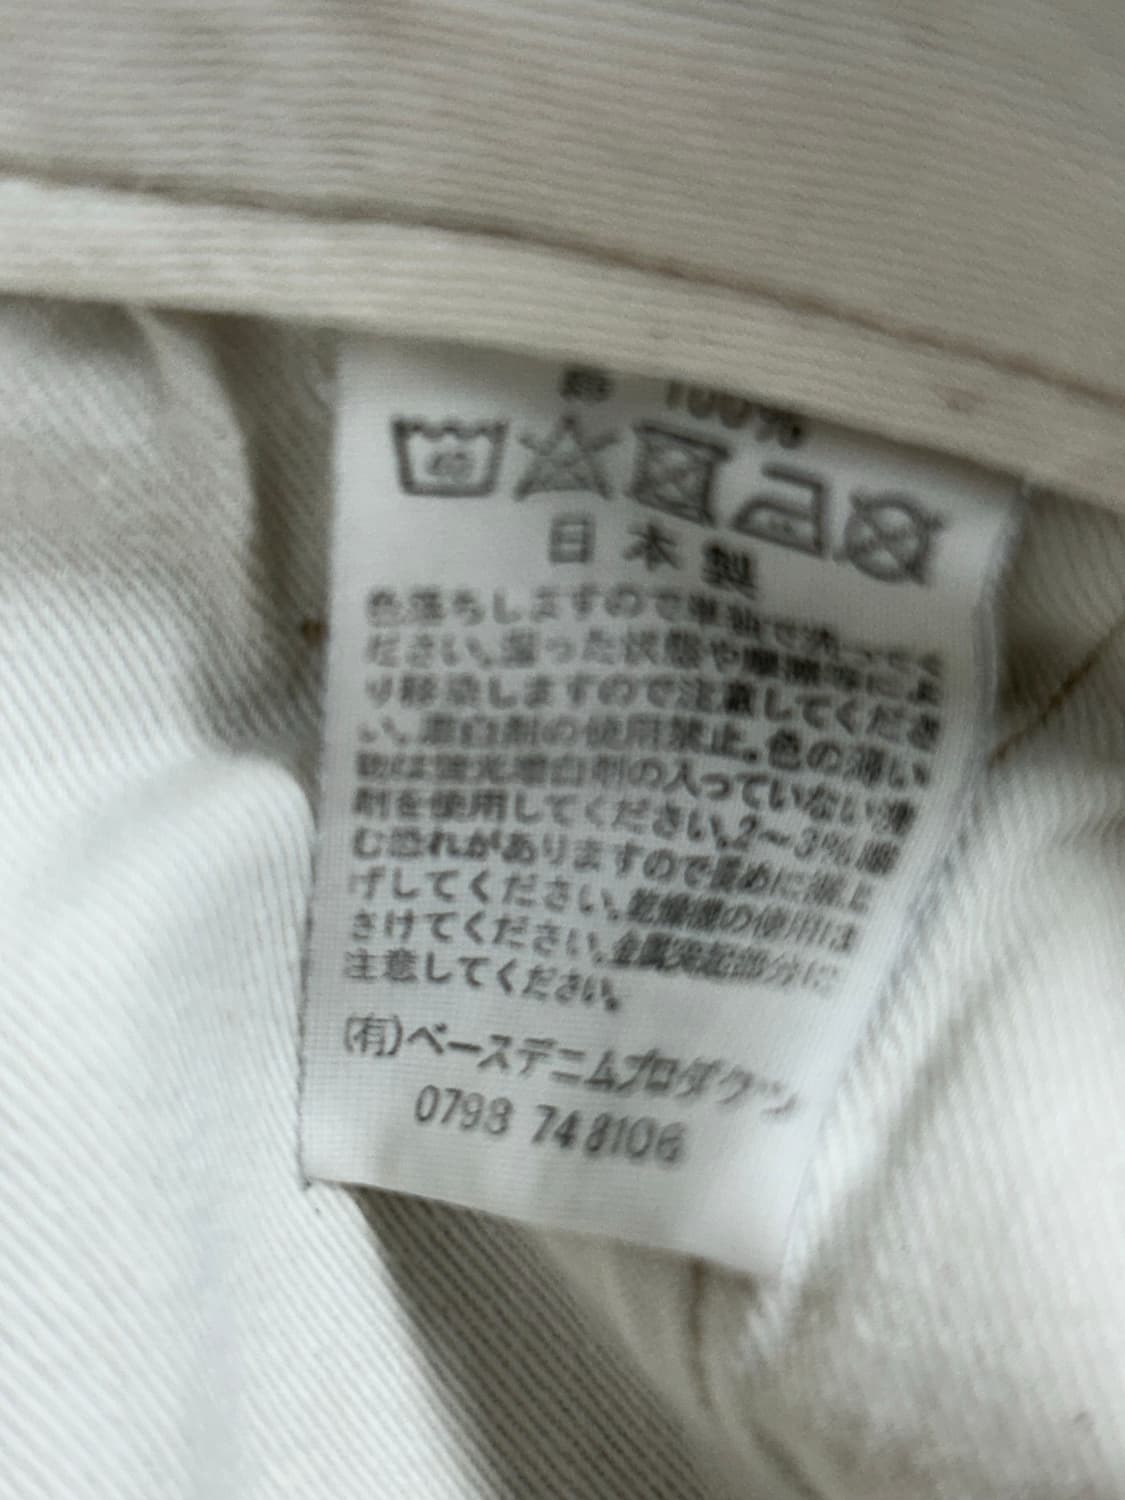 綿 100%
40
日本製
色落ちしますので単独で洗ってく
ださい。湿った状態や摩擦等によ
り移染しますので注意してくださ
い。漂白剤の使用禁止。色の薄い
物は蛍光増白剤の入っていない洗
剤を使用してください。2～3%縮
む恐れがありますので長めに裾上
げしてください。乾燥機の使用は
さけてください。金属突起部分に
注意してください。
(有)ベースデニムプロダクツ
0798 748106